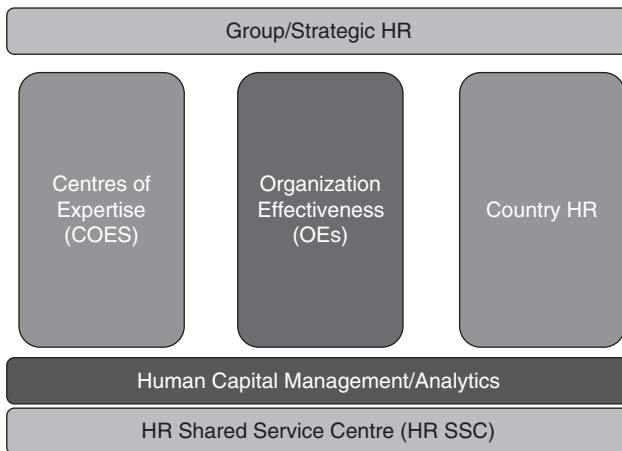 Group/Strategic HR
Centres of
Expertise
(COES)
Organization
Effectiveness
(OEs)
Country HR
Human Capital Management/Analytics
HR Shared Service Centre (HR SSC)